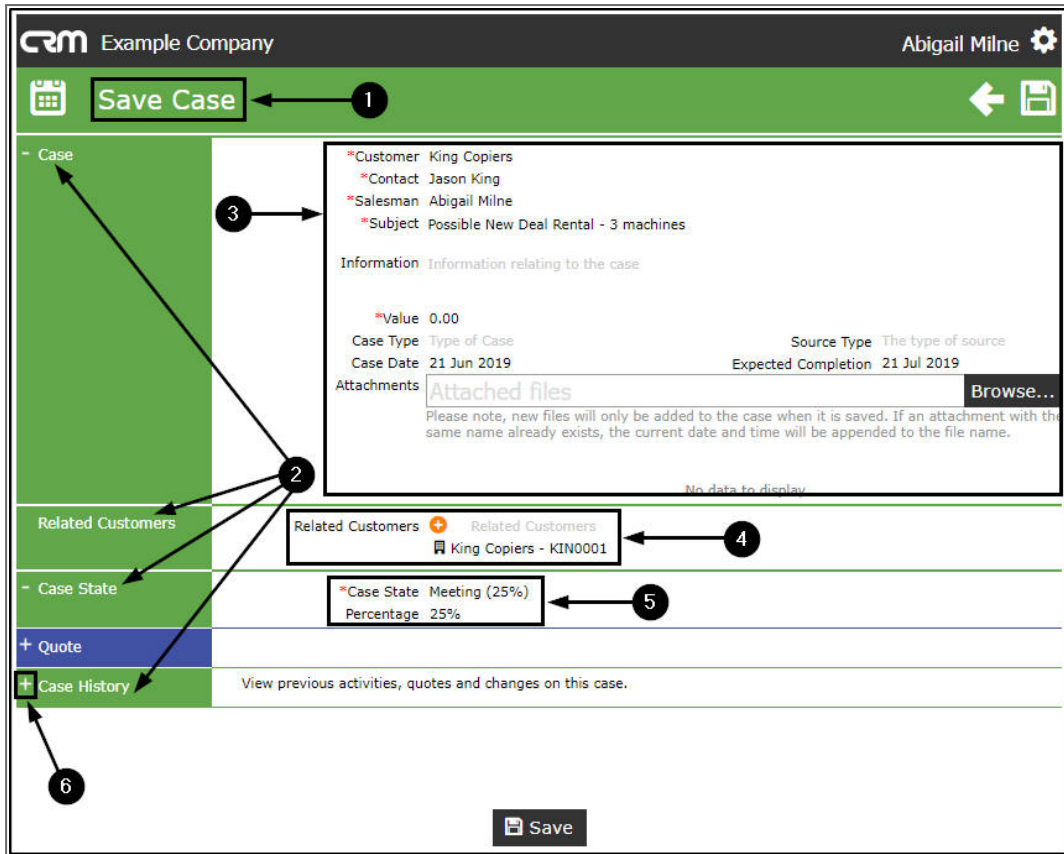 CRM Example Company Abigail Milne
Save Case 1
- Case
*Customer King Copiers
*Contact Jason King
3 *Salesman Abigail Milne
*Subject Possible New Deal Rental - 3 machines
Information Information relating to the case
*Value 0.00
Case Type Type of Case Source Type The type of source
Case Date 21 Jun 2019 Expected Completion 21 Jul 2019
Attachments Attached files Browse...
Please note, new files will only be added to the case when it is saved. If an attachment with the
same name already exists, the current date and time will be appended to the file name.
2
No data to display
Related Customers Related Customers Related Customers
King Copiers - KIN0001 4
- Case State *Case State Meeting (25%)
Percentage 25% 5
+ Quote
+ Case History View previous activities, quotes and changes on this case.
6
Save